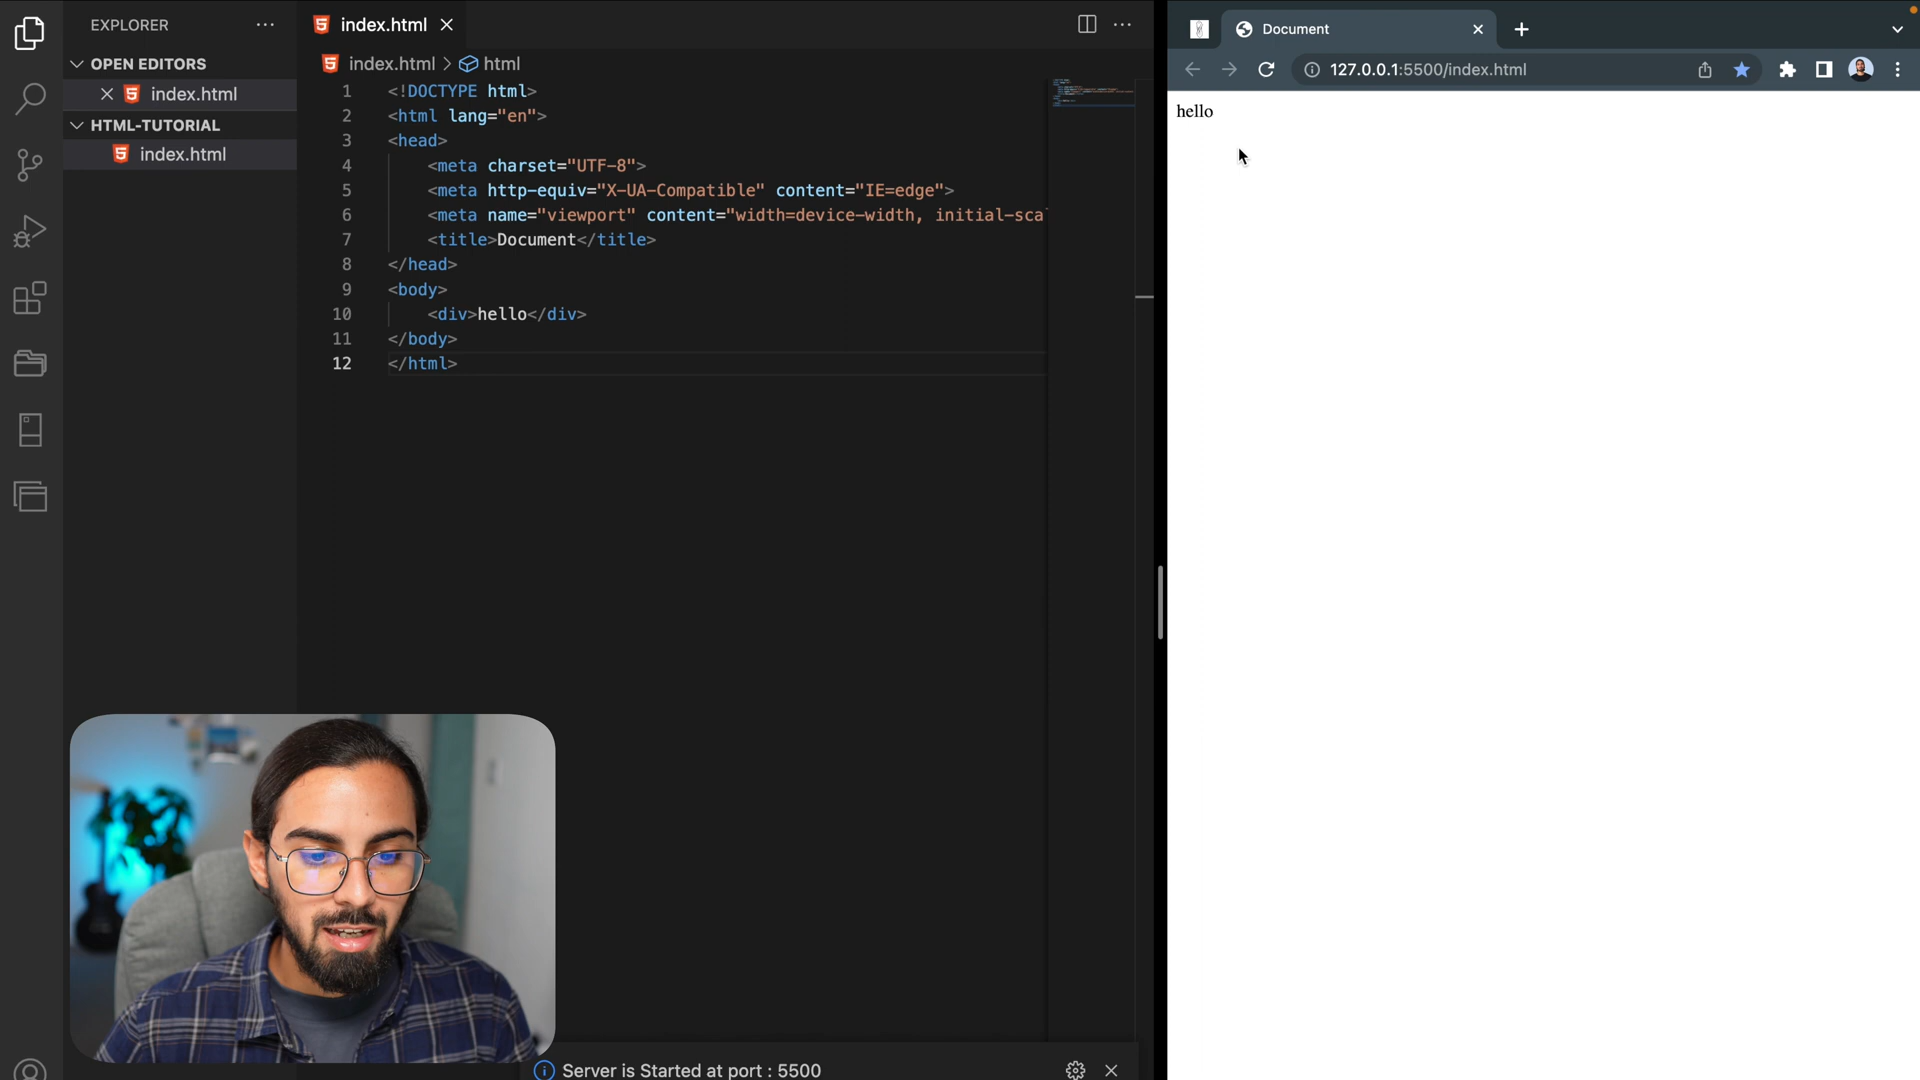 EXPLORER
OPEN EDITORS
index.html
HTML-TUTORIAL
index.html
index.html
index.html > html
1 <!DOCTYPE html>
2 <html lang="en">
3 <head>
4 <meta charset="UTF-8">
5 <meta http-equiv="X-UA-Compatible" content="IE=edge">
6 <meta name="viewport" content="width=device-width, initial-sca
7 <title>Document</title>
8 </head>
9 <body>
10 <div>hello</div>
11 </body>
12 </html>
Server is Started at port : 5500
Document
127.0.0.1:5500/index.html
hello